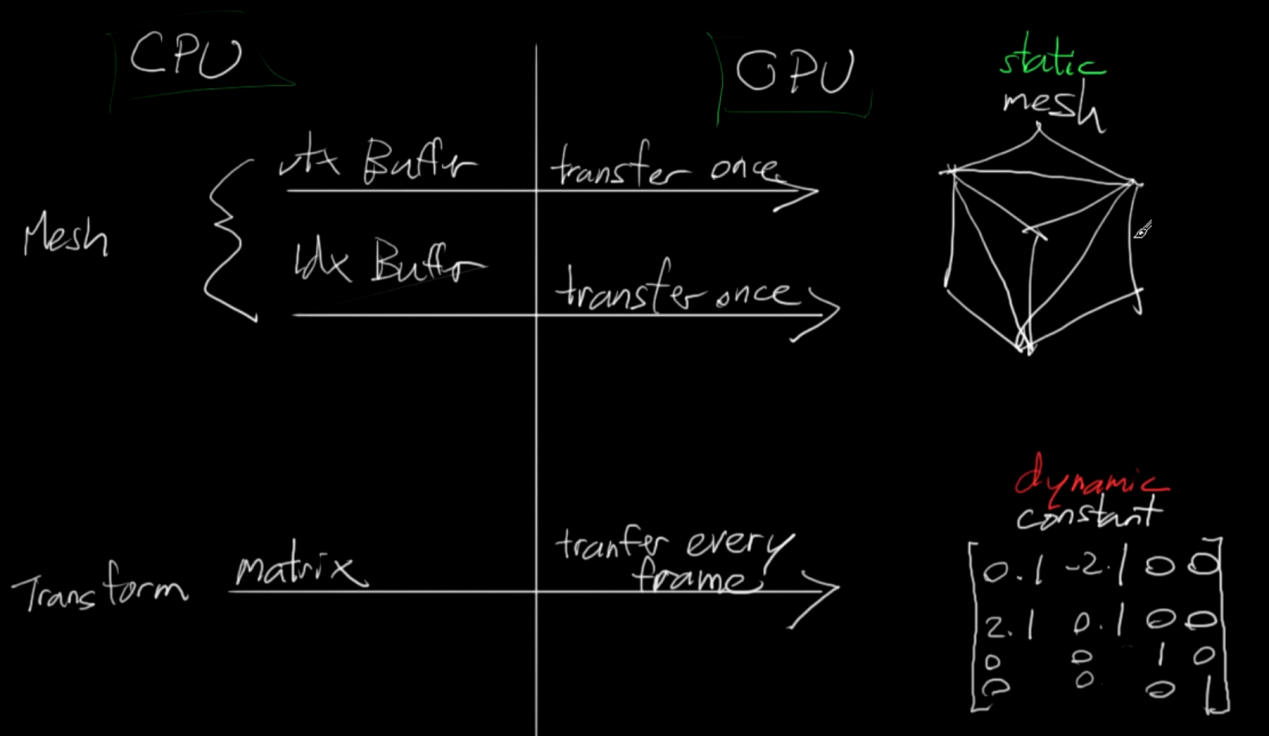 CPU
GPU
static
mesh
Mesh
vtx Buffer
transfer once
Idx Buffer
transfer once
dynamic
constant
Transform
matrix
tranfer every
frame
0.1 -2.1 0 0
2.1 0.1 0 0
0 0 1 0
0 0 0 1